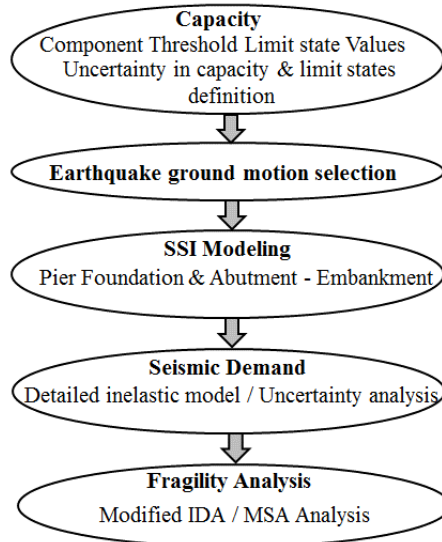 Capacity
Component Threshold Limit state Values
Uncertainty in capacity & limit states
definition
Earthquake ground motion selection
SSI Modeling
Pier Foundation & Abutment - Embankment
Seismic Demand
Detailed inelastic model / Uncertainty analysis
Fragility Analysis
Modified IDA / MSA Analysis